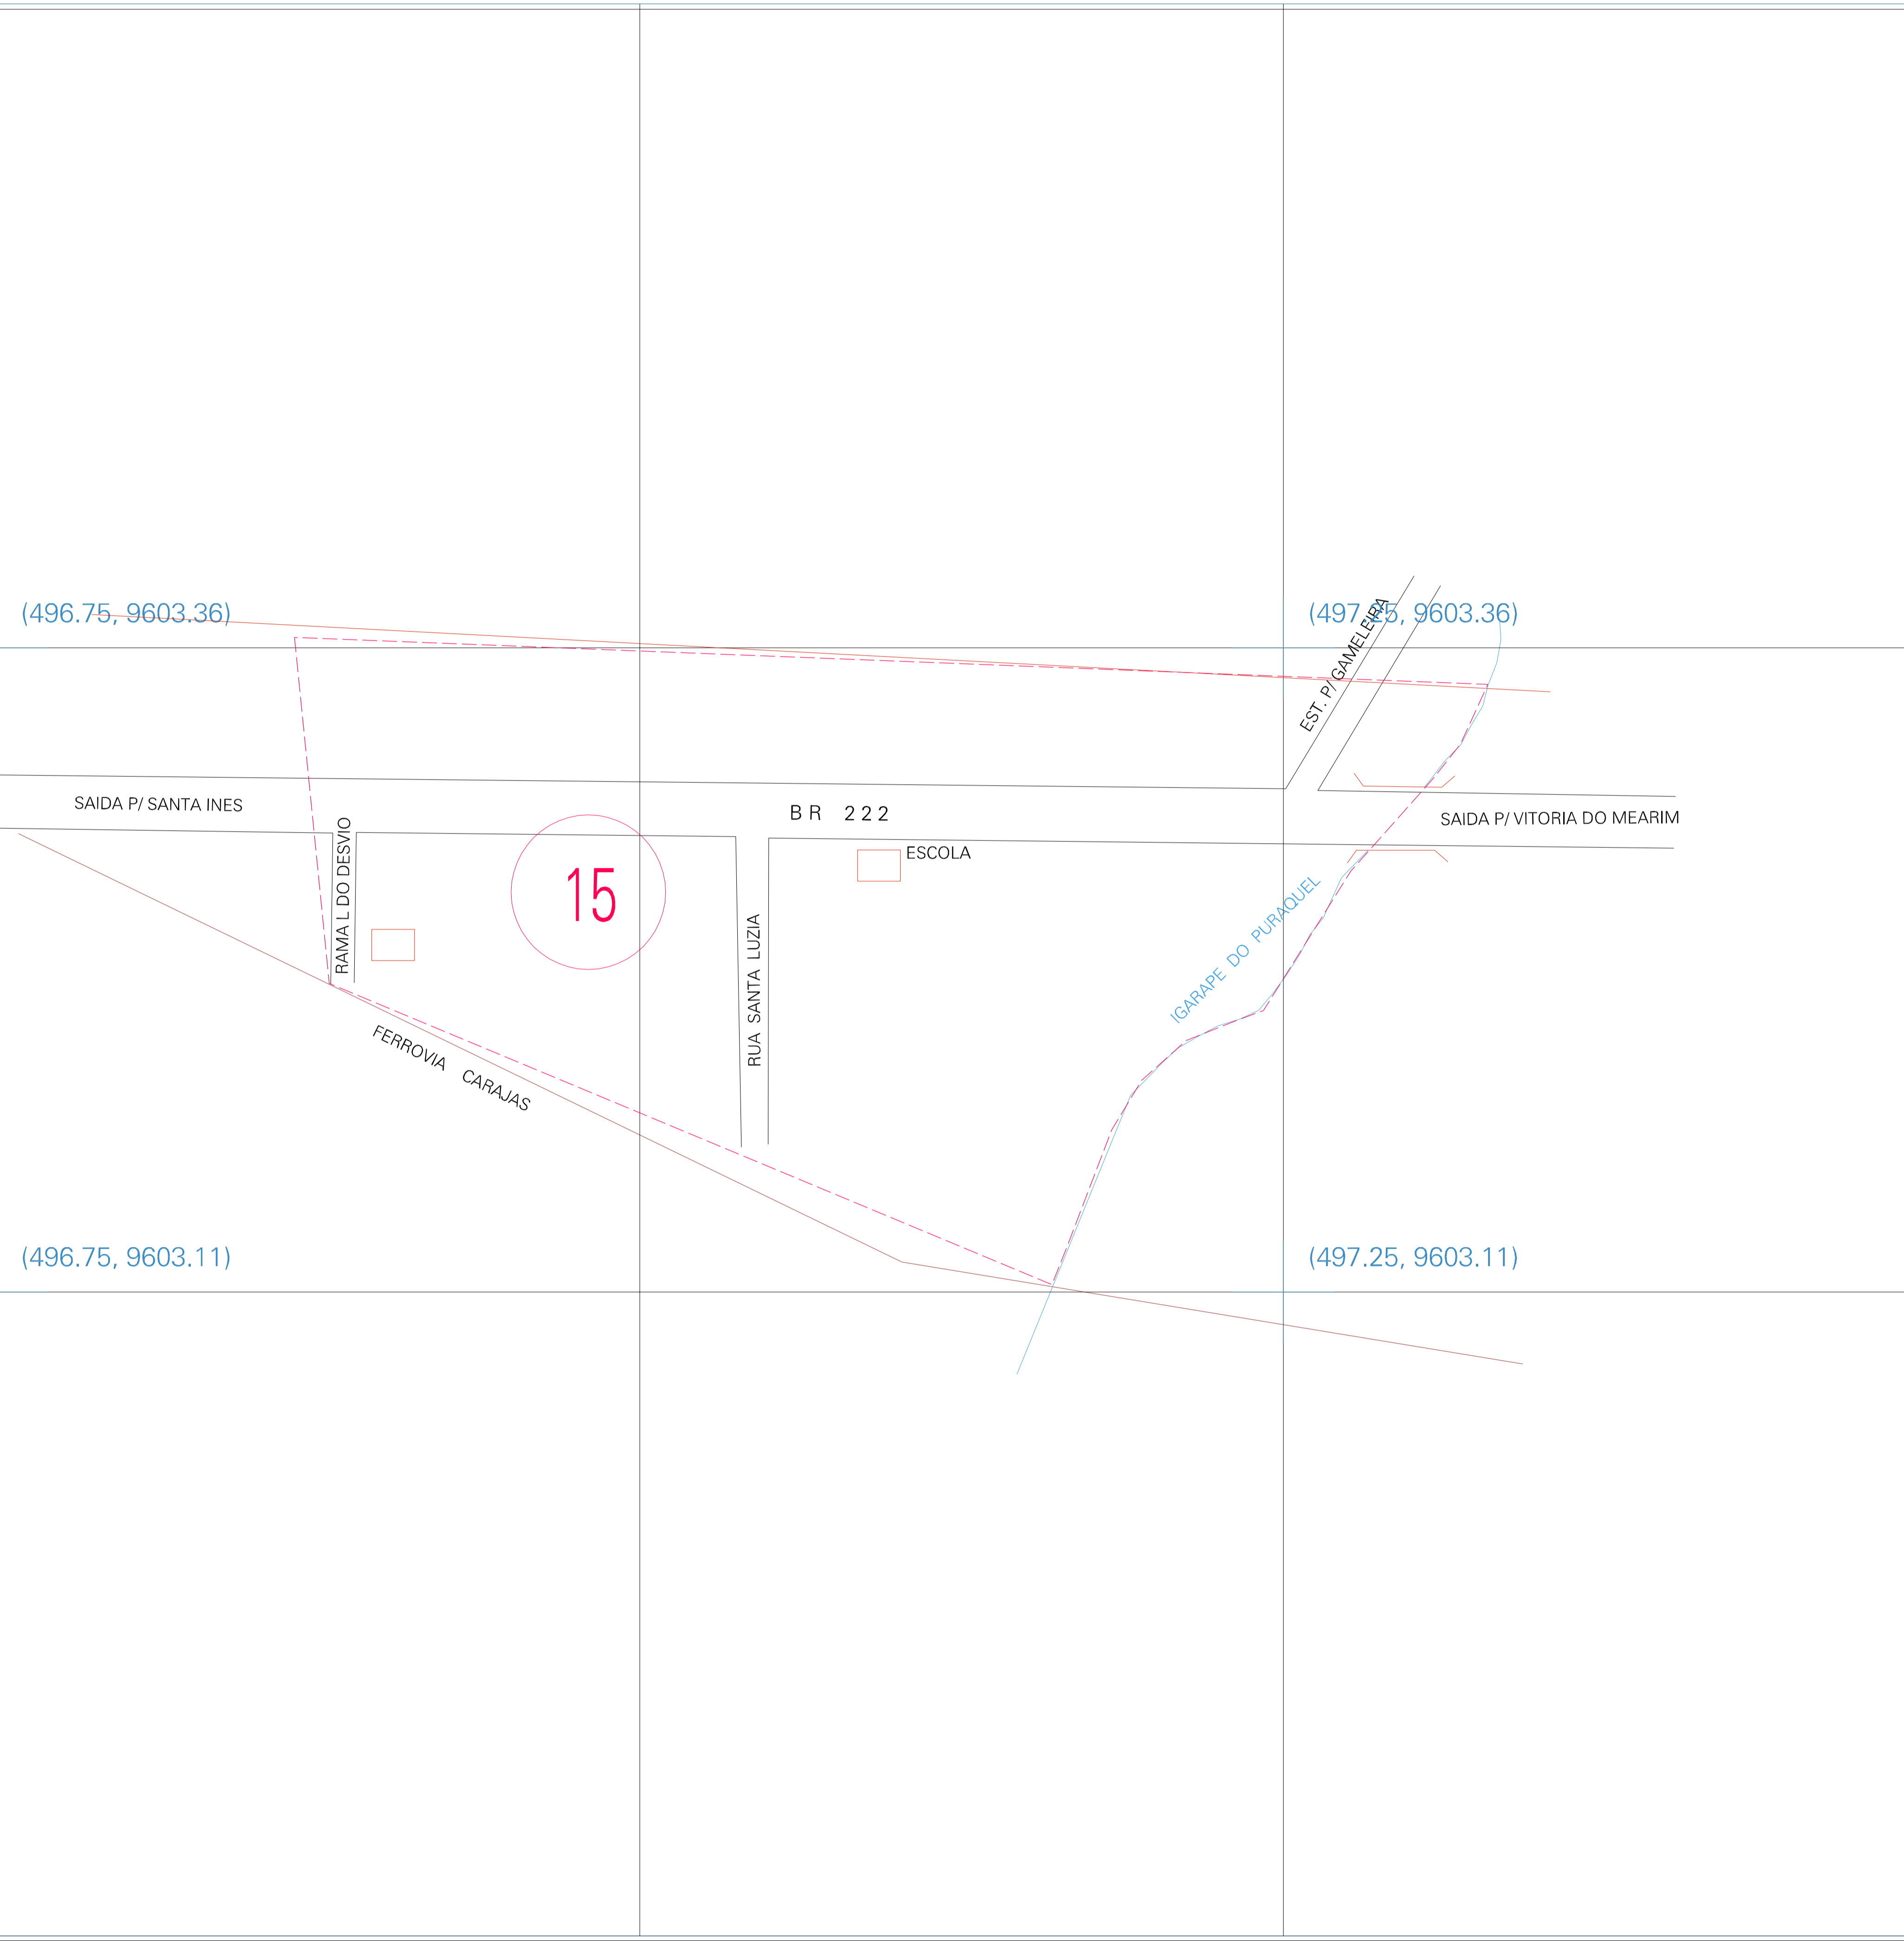 (496.75, 9603.36)
(497.25, 9603.36)
EST. P/ GAMELEIRA
SAIDA P/ SANTA INES
BR 222
SAIDA P/ VITORIA DO MEARIM
RAMAL DO DESVIO
15
ESCOLA
RUA SANTA LUZIA
IGARAPE DO PURAQUEL
FERROVIA CARAJAS
(496.75, 9603.11)
(497.25, 9603.11)